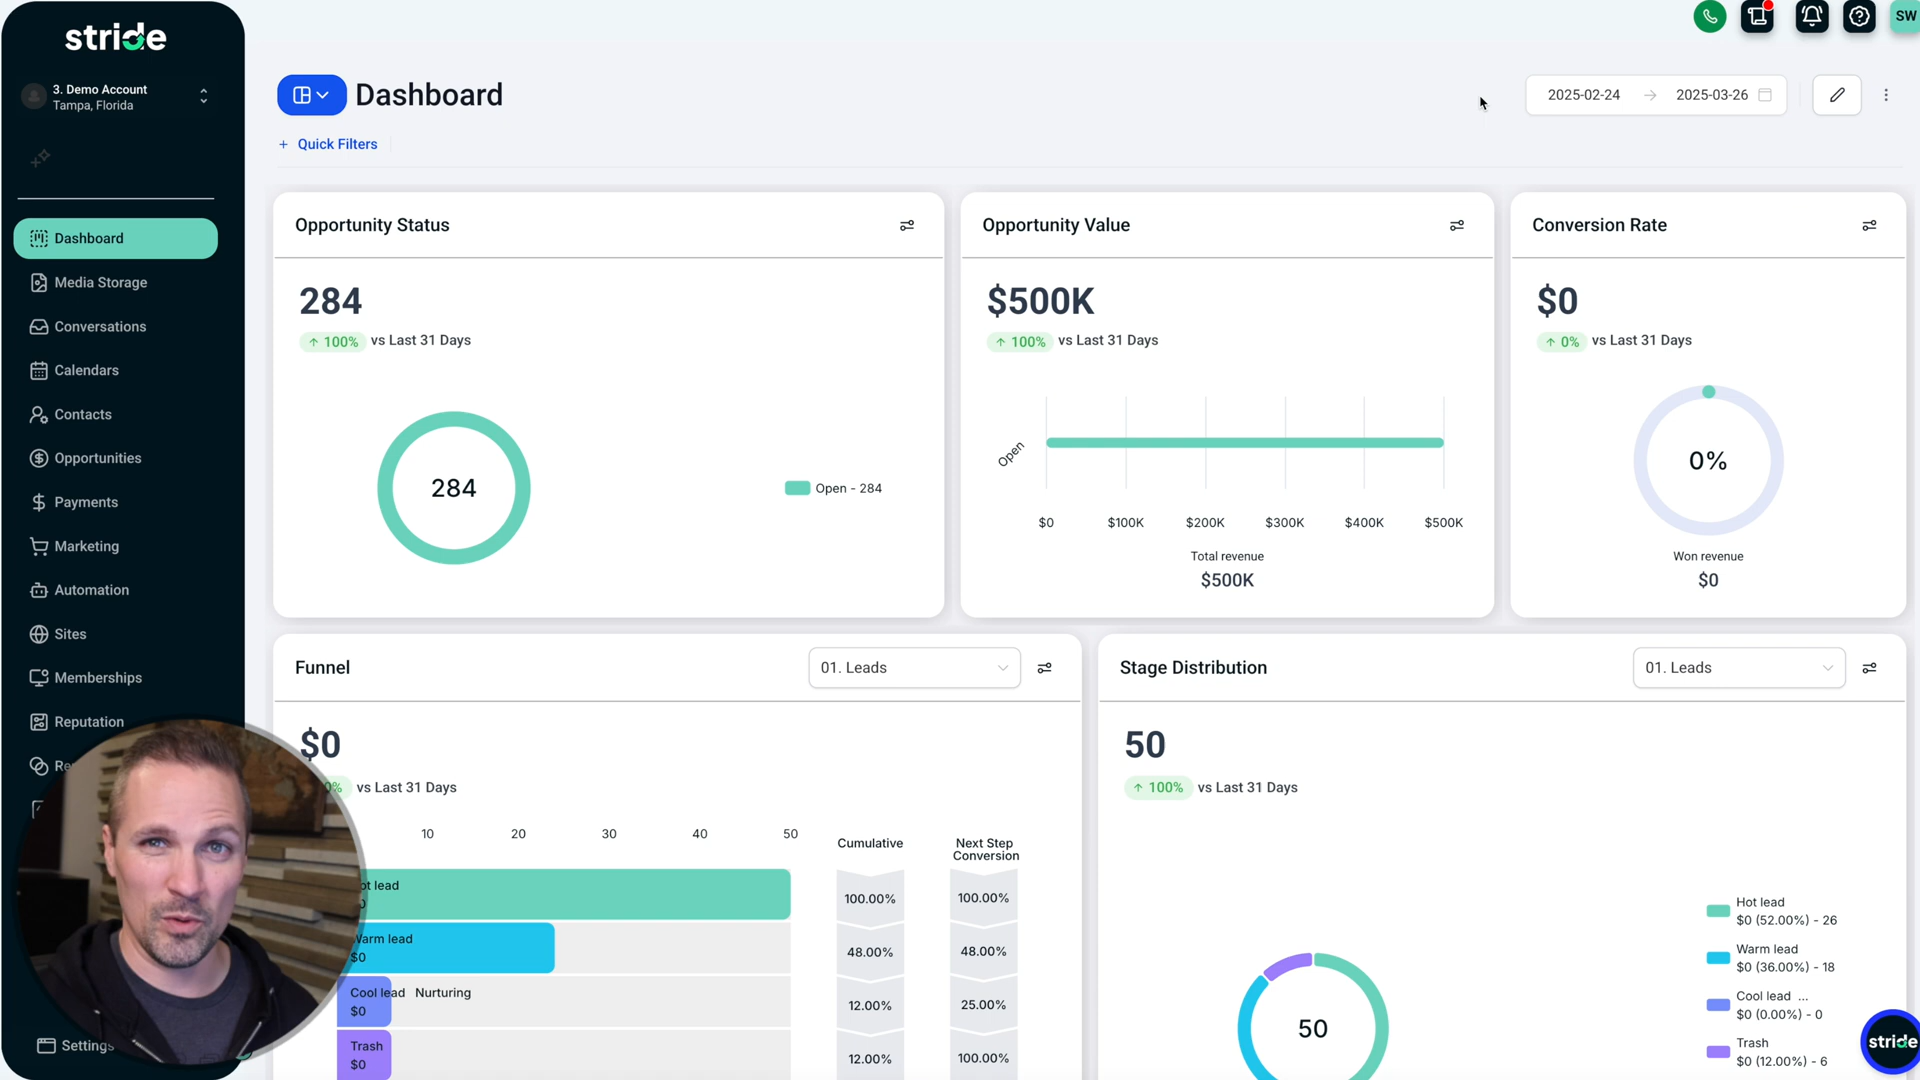 stride
3. Demo Account
Tampa, Florida
Dashboard
Media Storage
Conversations
Calendars
Contacts
Opportunities
Payments
Marketing
Automation
Sites
Memberships
Reputation
Re
Settings
SW
Dashboard
2025-02-24 → 2025-03-26
+ Quick Filters
Opportunity Status
284
↑ 100% vs Last 31 Days
284
Open - 284
Opportunity Value
$500K
↑ 100% vs Last 31 Days
Open
$0 $100K $200K $300K $400K $500K
Total revenue
$500K
Conversion Rate
$0
↑ 0% vs Last 31 Days
0%
Won revenue
$0
Funnel
01. Leads
$0
0% vs Last 31 Days
10 20 30 40 50
Cumulative
Next Step
Conversion
ot lead
0
100.00% 100.00%
Warm lead
$0
48.00% 48.00%
Cool lead Nurturing
$0
12.00% 25.00%
Trash
$0
12.00% 100.00%
Stage Distribution
01. Leads
50
↑ 100% vs Last 31 Days
50
Hot lead
$0 (52.00%) - 26
Warm lead
$0 (36.00%) - 18
Cool lead ...
$0 (0.00%) - 0
Trash
$0 (12.00%) - 6
stride